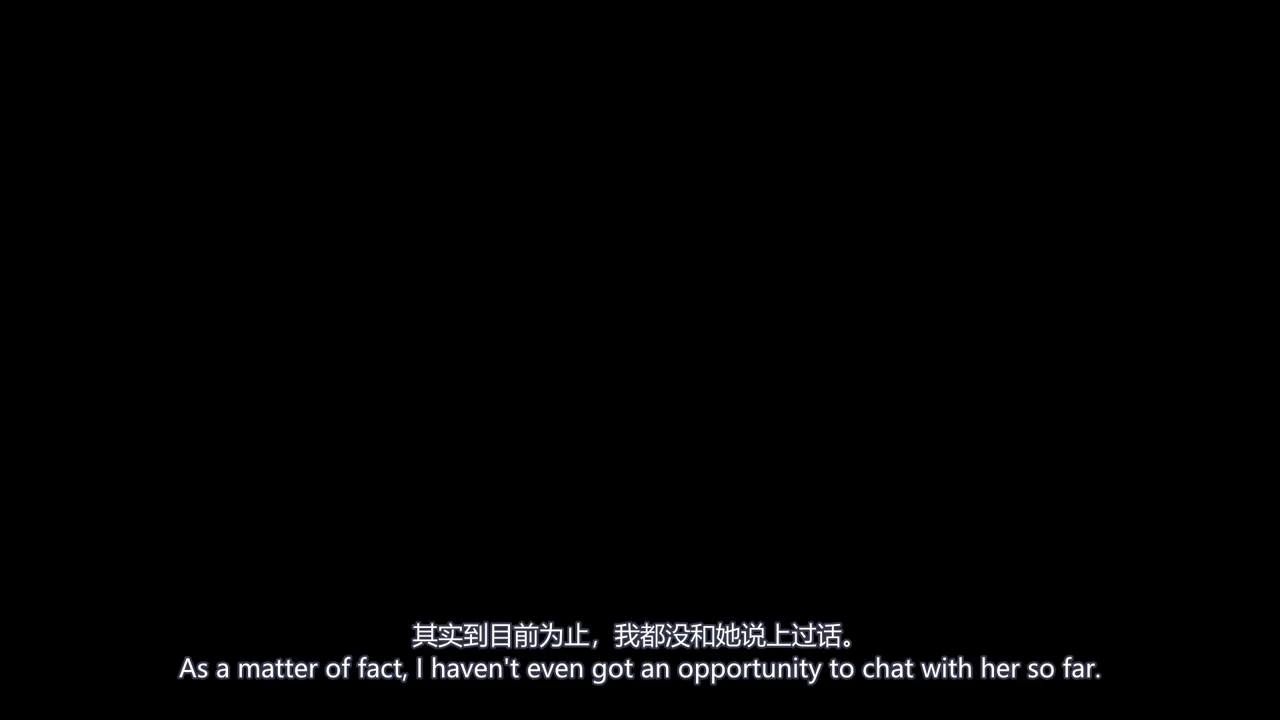 其实到目前为止，我都没和她说上过话。
As a matter of fact, I haven't even got an opportunity to chat with her so far.